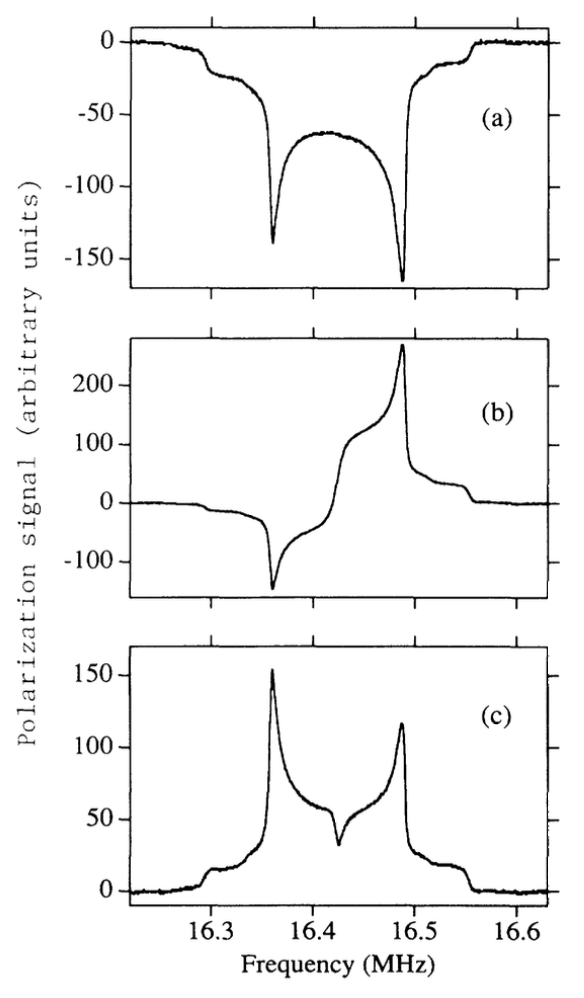 Polarization signal (arbitrary units)
0
-50
-100
-150
(a)
200
100
0
-100
(b)
150
100
50
0
(c)
16.3 16.4 16.5 16.6
Frequency (MHz)